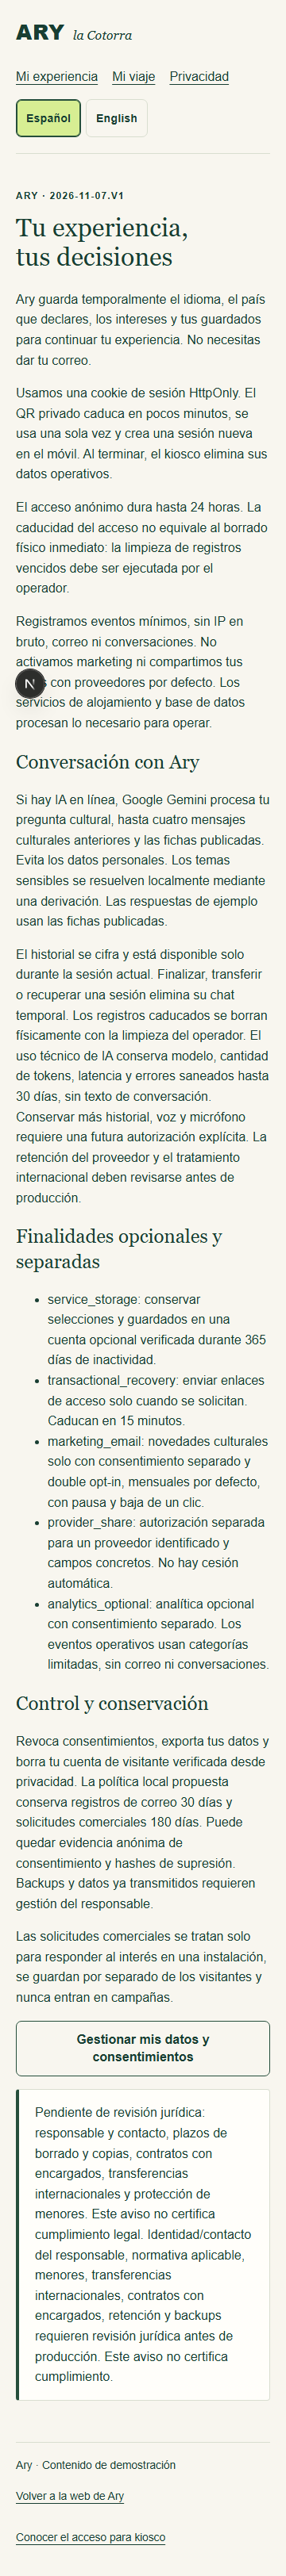 ARY la Cotorra
Mi experiencia Mi viaje Privacidad
Español English
ARY · 2026-11-07.V1
Tu experiencia,
tus decisiones
Ary guarda temporalmente el idioma, el país
que declares, los intereses y tus guardados
para continuar tu experiencia. No necesitas
dar tu correo.
Usamos una cookie de sesión HttpOnly. El
QR privado caduca en pocos minutos, se
usa una sola vez y crea una sesión nueva
en el móvil. Al terminar, el kiosco elimina sus
datos operativos.
El acceso anónimo dura hasta 24 horas. La
caducidad del acceso no equivale al borrado
físico inmediato: la limpieza de registros
vencidos debe ser ejecutada por el
operador.
Registramos eventos mínimos, sin IP en
bruto, correo ni conversaciones. No
activamos marketing ni compartimos tus
N
con proveedores por defecto. Los
servicios de alojamiento y base de datos
procesan lo necesario para operar.
Conversación con Ary
Si hay IA en línea, Google Gemini procesa tu
pregunta cultural, hasta cuatro mensajes
culturales anteriores y las fichas publicadas.
Evita los datos personales. Los temas
sensibles se resuelven localmente mediante
una derivación. Las respuestas de ejemplo
usan las fichas publicadas.
El historial se cifra y está disponible solo
durante la sesión actual. Finalizar, transferir
o recuperar una sesión elimina su chat
temporal. Los registros caducados se borran
físicamente con la limpieza del operador. El
uso técnico de IA conserva modelo, cantidad
de tokens, latencia y errores saneados hasta
30 días, sin texto de conversación.
Conservar más historial, voz y micrófono
requiere una futura autorización explícita. La
retención del proveedor y el tratamiento
internacional deben revisarse antes de
producción.
Finalidades opcionales y
separadas
• service_storage: conservar
selecciones y guardados en una
cuenta opcional verificada durante 365
días de inactividad.
• transactional_recovery: enviar enlaces
de acceso solo cuando se solicitan.
Caducan en 15 minutos.
• marketing_email: novedades culturales
solo con consentimiento separado y
double opt-in, mensuales por defecto,
con pausa y baja de un clic.
• provider_share: autorización separada
para un proveedor identificado y
campos concretos. No hay cesión
automática.
• analytics_optional: analítica opcional
con consentimiento separado. Los
eventos operativos usan categorías
limitadas, sin correo ni conversaciones.
Control y conservación
Revoca consentimientos, exporta tus datos y
borra tu cuenta de visitante verificada desde
privacidad. La política local propuesta
conserva registros de correo 30 días y
solicitudes comerciales 180 días. Puede
quedar evidencia anónima de
consentimiento y hashes de supresión.
Backups y datos ya transmitidos requieren
gestión del responsable.
Las solicitudes comerciales se tratan solo
para responder al interés en una instalación,
se guardan por separado de los visitantes y
nunca entran en campañas.
Gestionar mis datos y
consentimientos
Pendiente de revisión jurídica:
responsable y contacto, plazos de
borrado y copias, contratos con
encargados, transferencias
internacionales y protección de
menores. Este aviso no certifica
cumplimiento legal. Identidad/contacto
del responsable, normativa aplicable,
menores, transferencias
internacionales, contratos con
encargados, retención y backups
requieren revisión jurídica antes de
producción. Este aviso no certifica
cumplimiento.
Ary · Contenido de demostración
Volver a la web de Ary
Conocer el acceso para kiosco